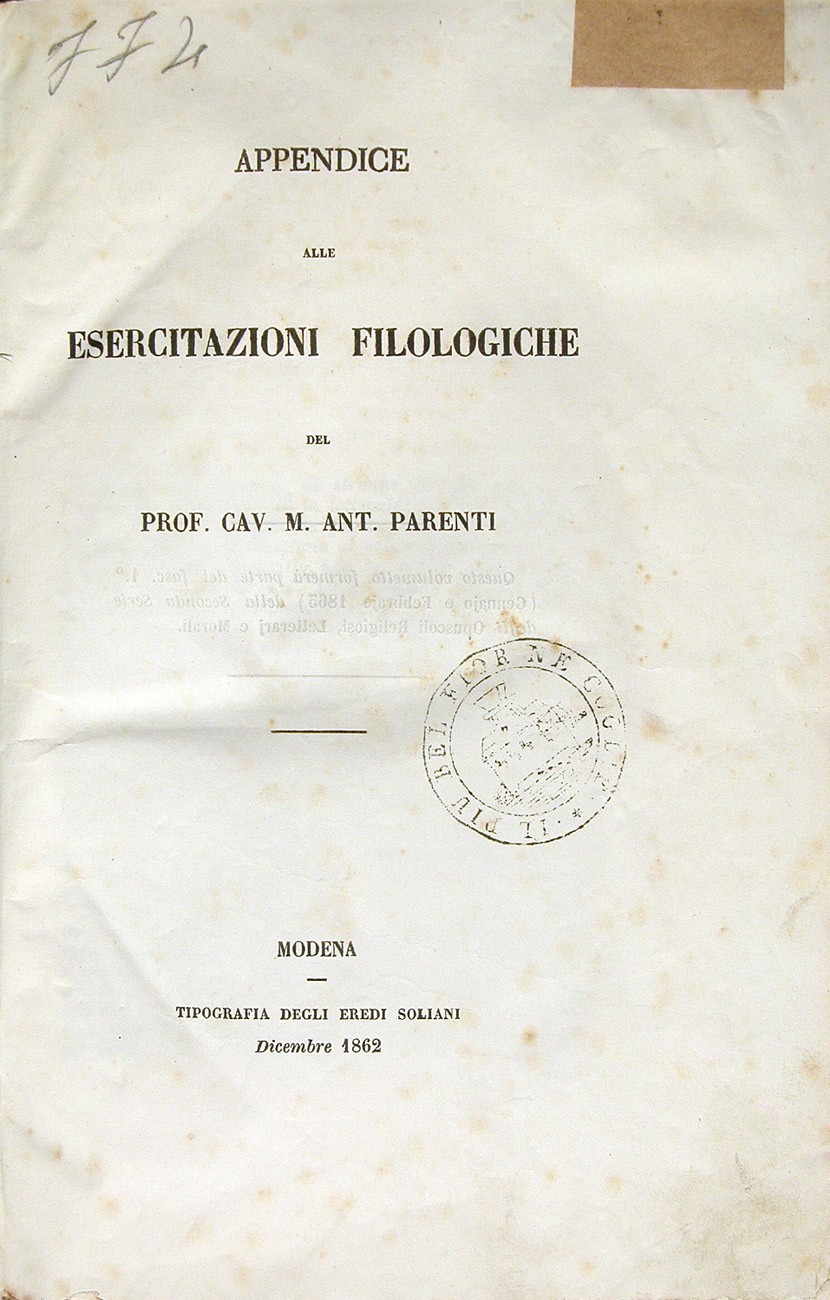 APPENDICE
ALLE
ESERCITAZIONI FILOLOGICHE
DEL
PROF. CAV. M. ANT. PARENTI
Questo volumetto formerà parte del fasc. 1.°
(Gennajo e Febbrajo 1863) della Seconda Serie
degli Opuscoli Religiosi, Letterarj e Morali.
IL PIÙ BEL FIOR NE COGLIE *
MODENA
TIPOGRAFIA DEGLI EREDI SOLIANI
Dicembre 1862